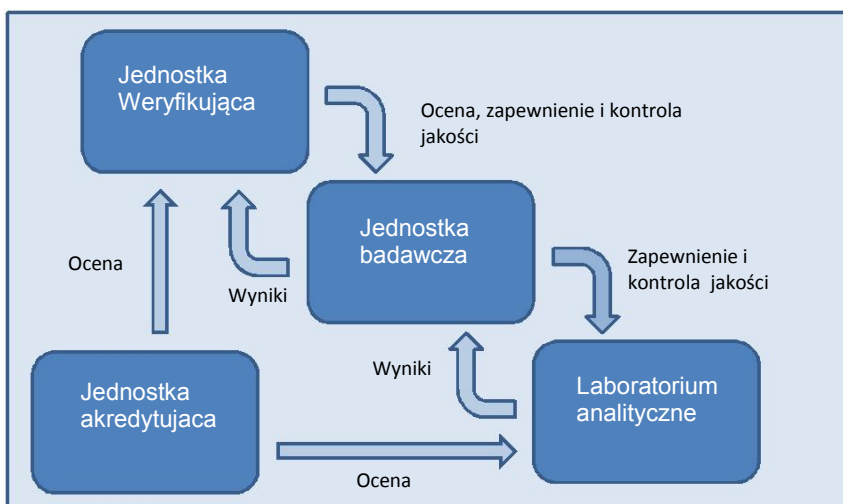 Jednostka
Weryfikująca
Ocena, zapewnienie i kontrola
jakości
Jednostka
badawcza
Zapewnienie i
kontrola jakości
Ocena
Wyniki
Jednostka
akredytujaca
Wyniki
Laboratorium
analityczne
Ocena